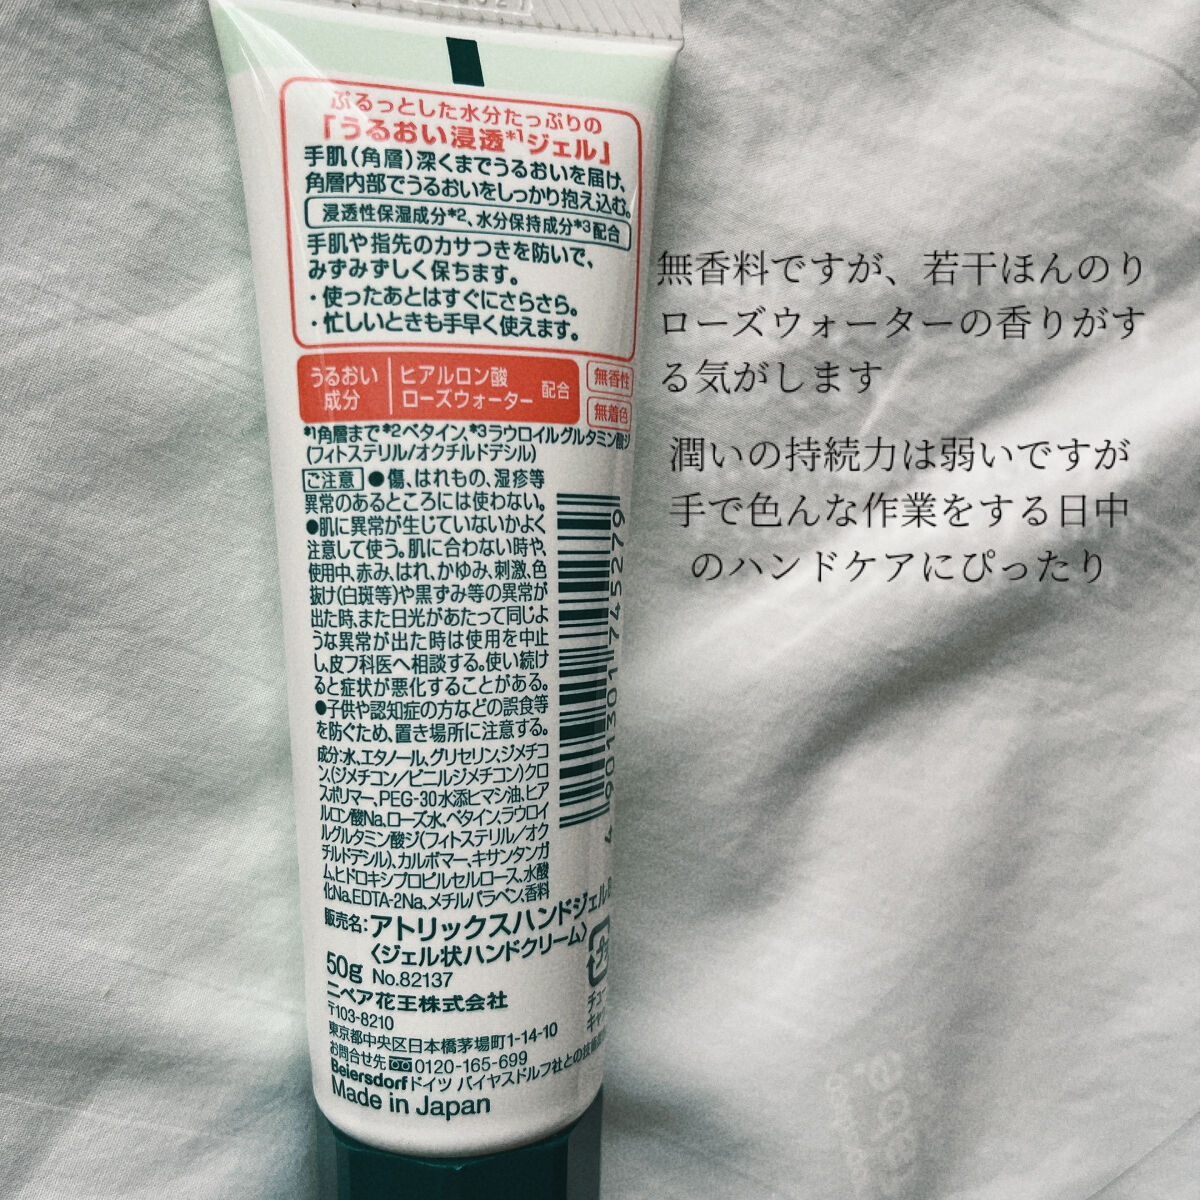 ぷるっとした水分たっぷりの
「うるおい浸透*1ジェル」
手肌(角層)深くまでうるおいを届け、
角層内部でうるおいをしっかり抱え込む。
浸透性保湿成分*2、水分保持成分*3配合
手肌や指先のカサつきを防いで、
みずみずしく保ちます。
・使ったあとはすぐにさらさら。
・忙しいときも手早く使えます。
うるおい
成分
ヒアルロン酸
ローズウォーター
配合
無香性
無着色
*1角層まで*2ベタイン、*3ラウロイルグルタミン酸ジ
(フィトステリル/オクチルドデシル)
ご注意 ●傷、はれもの、湿疹等
異常のあるところには使わない。
●肌に異常が生じていないかよく
注意して使う。肌に合わない時や、
使用中、赤み、はれ、かゆみ、刺激、色
抜け(白斑等)や黒ずみ等の異常が
出た時、また日光があたって同じよ
うな異常が出た時は使用を中止
し、皮フ科医へ相談する。使い続け
ると症状が悪化することがある。
●子供や認知症の方などの誤食等
を防ぐため、置き場所に注意する。
成分:水、エタノール、グリセリン、ジメチコ
ン、(ジメチコン/ビニルジメチコン)クロ
スポリマー、PEG-30水添ヒマシ油、ヒア
ルロン酸Na、ローズ水、ベタイン、ラウロイ
ルグルタミン酸ジ(フィトステリル/オク
チルドデシル)、カルボマー、キサンタンガ
ム、ヒドロキシプロピルセルロース、水酸
化Na、EDTA-2Na、メチルパラベン、香料
販売名:アトリックスハンドジェル
〈ジェル状ハンドクリーム〉
50g No.82137
ニベア花王株式会社
〒103-8210
東京都中央区日本橋茅場町1-14-10
お問合せ先 0120-165-699
Beiersdorfドイツ バイヤスドルフ社との技術
Made in Japan
4901301745279
プラ
チュー
キャ
無香料ですが、若干ほんのり
ローズウォーターの香りがす
る気がします
潤いの持続力は弱いですが
手で色んな作業をする日中
のハンドケアにぴったり